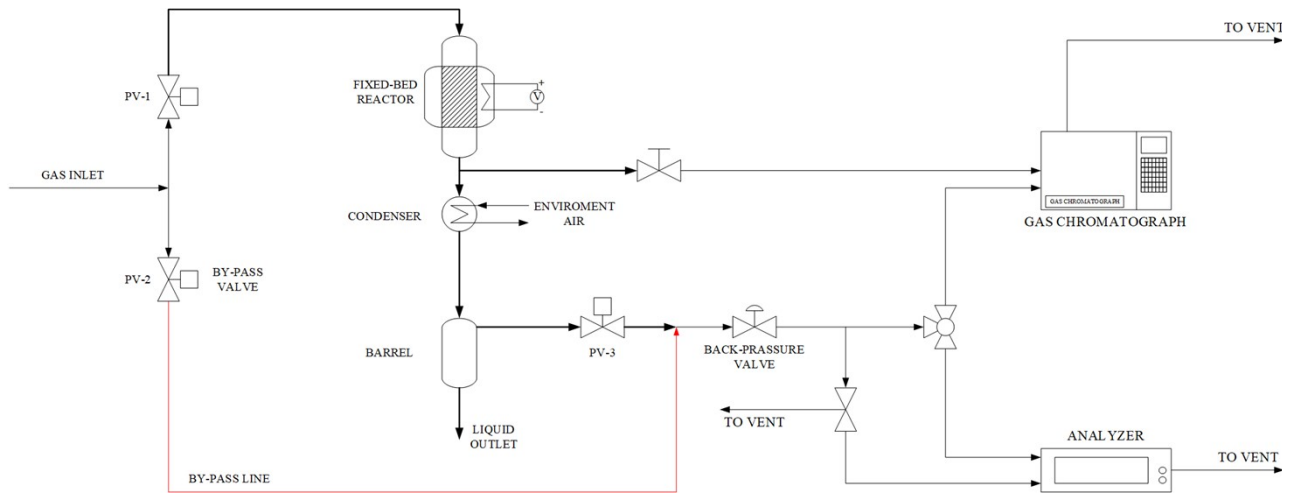 TO VENT
PV-1
FIXED-BED
REACTOR
+
V
-
GAS INLET
CONDENSER
ENVIROMENT
AIR
GAS CHROMATOGRAPH
GAS CHROMATOGRAPH
PV-2
BY-PASS
VALVE
BARREL
PV-3
BACK-PRASSURE
VALVE
TO VENT
LIQUID
OUTLET
ANALYZER
TO VENT
BY-PASS LINE